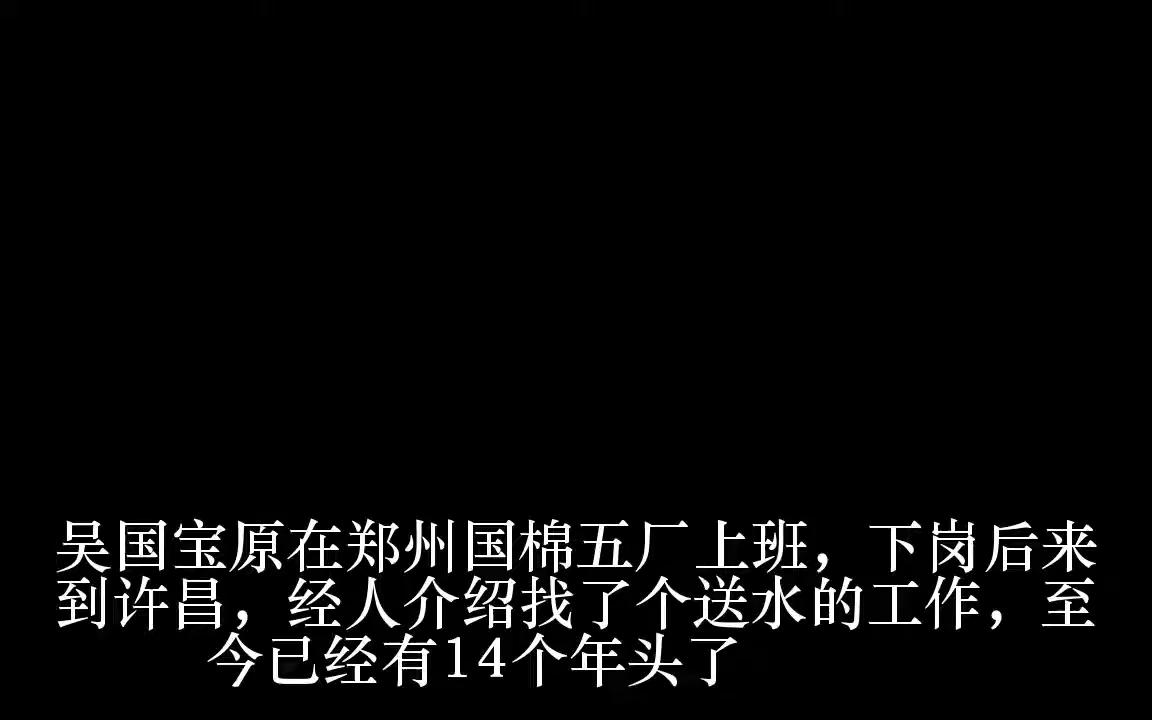 吴国宝原在郑州国棉五厂上班，下岗后来
到许昌，经人介绍找了个送水的工作，至
今已经有14个年头了